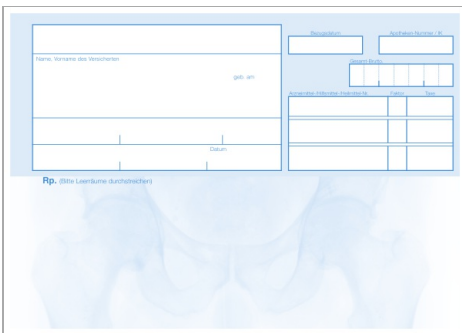 Bezugsdatum
Apotheken-Nummer / IK
Name, Vorname des Versicherten
geb. am
Gesamt-Brutto
Arzneimittel-/Hilfsmittel-/Heilmittel-Nr.
Faktor
Taxe
Datum
Rp. (Bitte Leerräume durchstreichen)